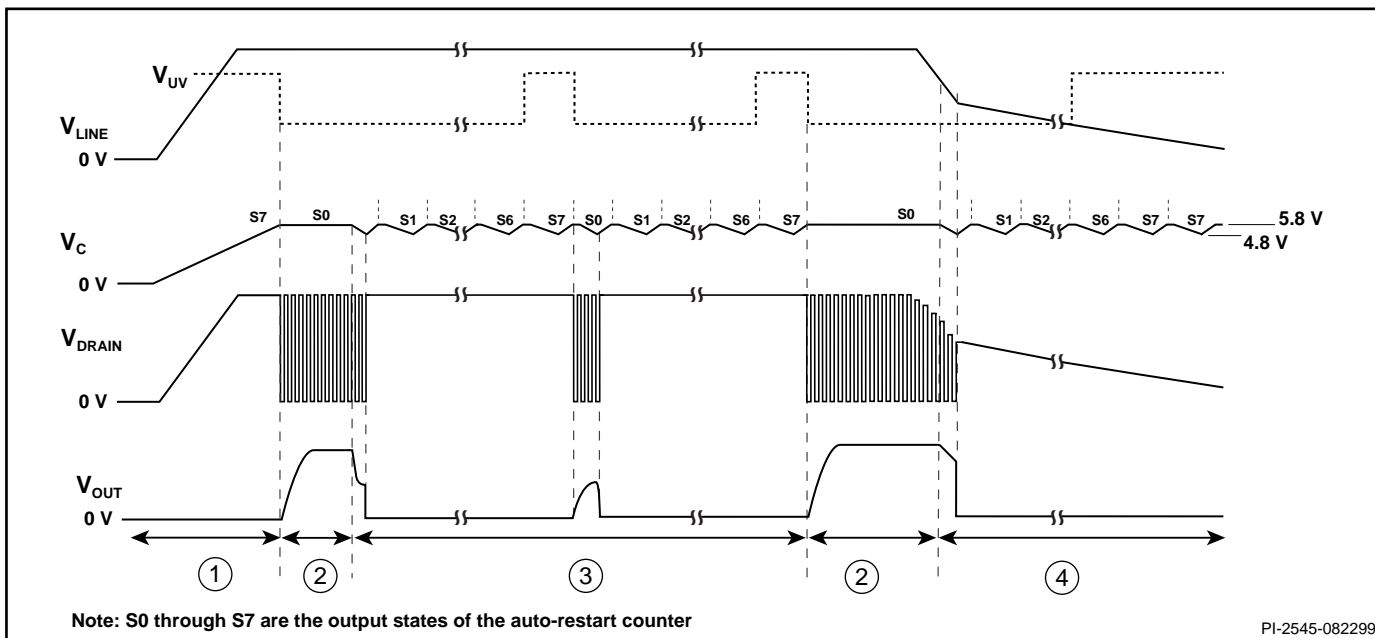 VUV
VLINE
0 V
S7 S0 S1 S2 S6 S7 S0 S1 S2 S6 S7 S0 S1 S2 S6 S7 S7
5.8 V
4.8 V
VC
0 V
VDRAIN
0 V
VOUT
0 V
1 2 3 2 4
Note: S0 through S7 are the output states of the auto-restart counter
PI-2545-082299